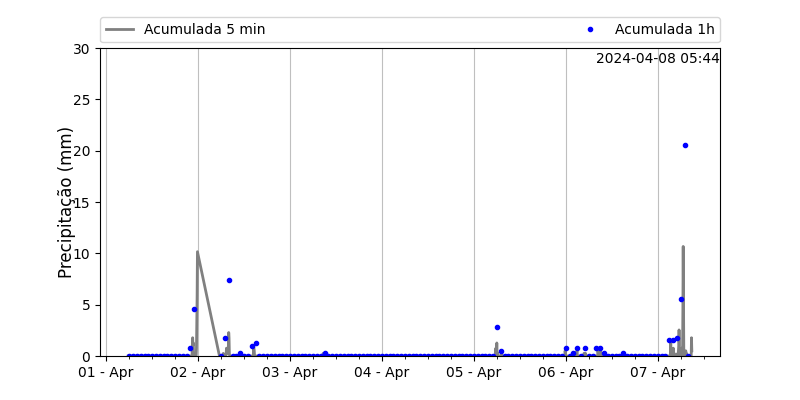 Acumulada 5 min
Acumulada 1h
2024-04-08 05:44
Precipitação (mm)
30
25
20
15
10
5
0
01 - Apr
02 - Apr
03 - Apr
04 - Apr
05 - Apr
06 - Apr
07 - Apr